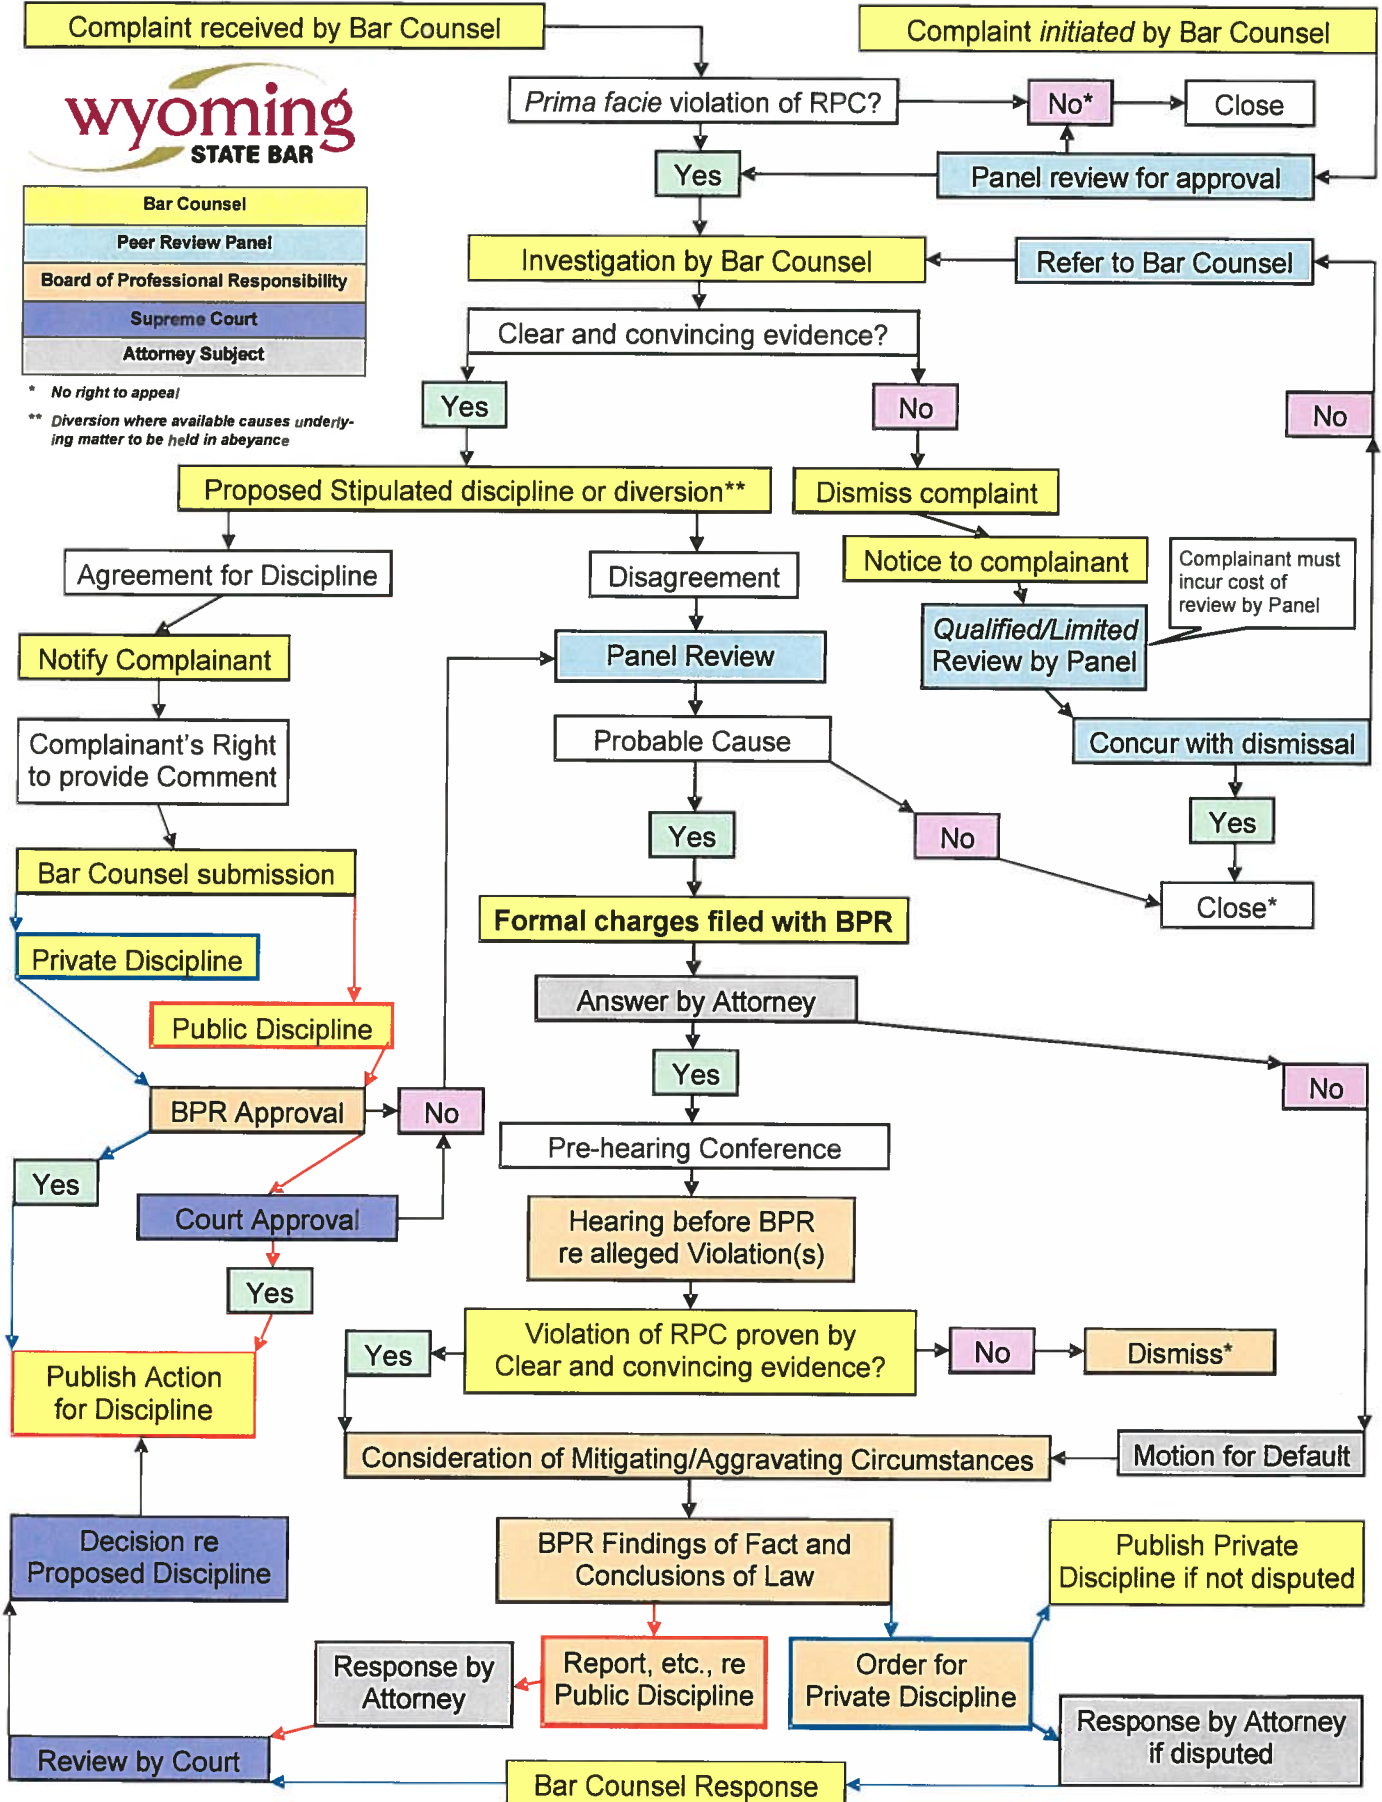 Complaint received by Bar Counsel
Complaint initiated by Bar Counsel
wyoming
STATE BAR
Prima facie violation of RPC?
No*
Close
Yes
Panel review for approval
Bar Counsel
Peer Review Panel
Board of Professional Responsibility
Supreme Court
Attorney Subject
* No right to appeal
** Diversion where available causes underly-
ing matter to be held in abeyance
Investigation by Bar Counsel
Refer to Bar Counsel
Clear and convincing evidence?
Yes
No
No
Proposed Stipulated discipline or diversion**
Dismiss complaint
Agreement for Discipline
Disagreement
Notice to complainant
Complainant must
incur cost of
review by Panel
Qualified/Limited
Review by Panel
Notify Complainant
Panel Review
Complainant's Right
to provide Comment
Probable Cause
Concur with dismissal
Yes
No
Yes
Bar Counsel submission
Close*
Formal charges filed with BPR
Private Discipline
Answer by Attorney
Public Discipline
Yes
No
BPR Approval
No
Pre-hearing Conference
Yes
Court Approval
Hearing before BPR
re alleged Violation(s)
Yes
Violation of RPC proven by
Clear and convincing evidence?
Yes
No
Dismiss*
Publish Action
for Discipline
Consideration of Mitigating/Aggravating Circumstances
Motion for Default
Decision re
Proposed Discipline
BPR Findings of Fact and
Conclusions of Law
Publish Private
Discipline if not disputed
Response by
Attorney
Report, etc., re
Public Discipline
Order for
Private Discipline
Response by Attorney
if disputed
Review by Court
Bar Counsel Response